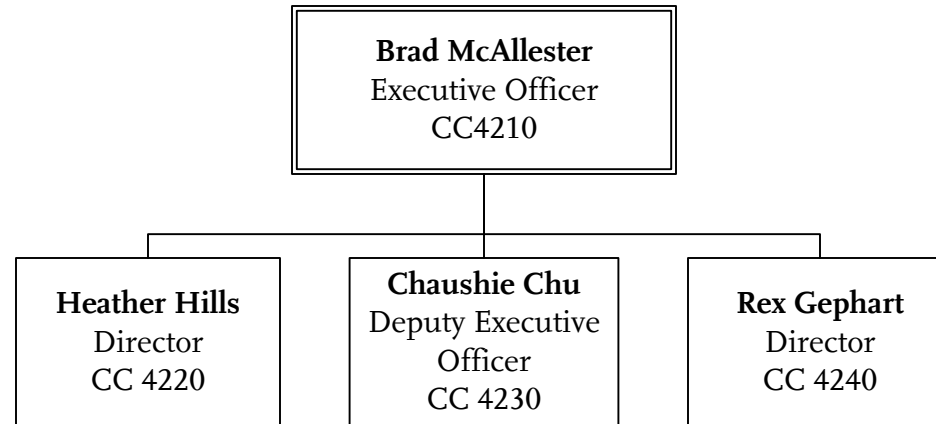 Brad McAllester
Executive Officer
CC4210
Heather Hills
Director
CC 4220
Chaushie Chu
Deputy Executive
Officer
CC 4230
Rex Gephart
Director
CC 4240